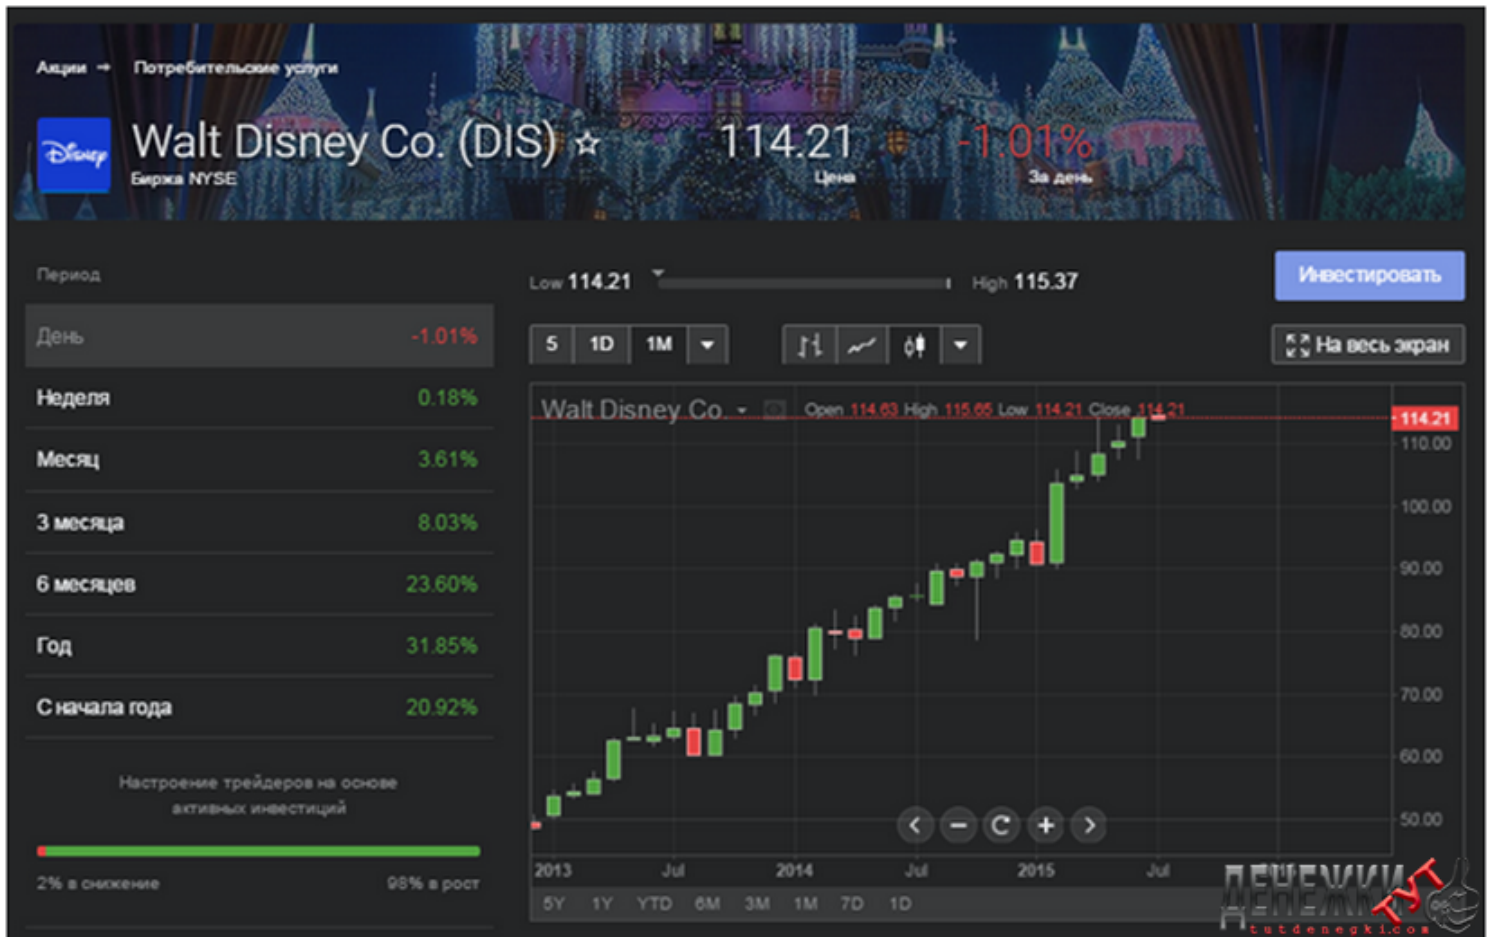 Акции → Потребительские услуги
Disney
Walt Disney Co. (DIS) 114.21 -1.01%
Биржа NYSE Цена За день
Период
День -1.01%
Неделя 0.18%
Месяц 3.61%
3 месяца 8.03%
6 месяцев 23.60%
Год 31.85%
С начала года 20.92%
Настроение трейдеров на основе
активных инвестиций
2% в снижение 98% в рост
Low 114.21 High 115.37
Инвестировать
5 1D 1M
На весь экран
Walt Disney Co. Open 114.63 High 115.65 Low 114.21 Close 114.21
114.21
110.00
100.00
90.00
80.00
70.00
60.00
50.00
2013 Jul 2014 Jul 2015 Jul
5Y 1Y YTD 6M 3M 1M 7D 1D
ДЕНЕЖКИ ТУТ
tutdenegki.com